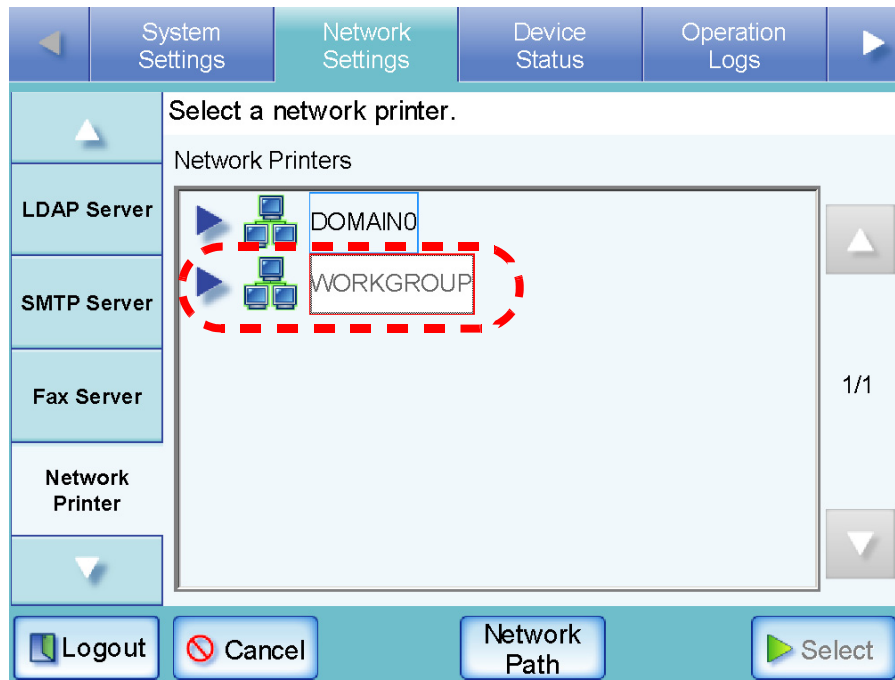 System
Settings
Network
Settings
Device
Status
Operation
Logs
Select a network printer.
Network Printers
LDAP Server
DOMAIN0
WORKGROUP
SMTP Server
Fax Server
1/1
Network
Printer
Logout
Cancel
Network
Path
Select